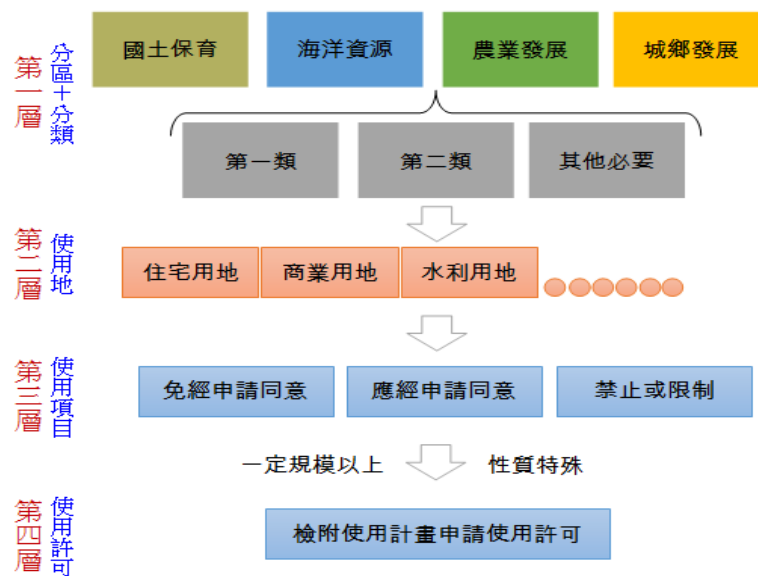 第一層
分區+分類
國土保育
海洋資源
農業發展
城鄉發展
第一類
第二類
其他必要
第二層
使用地
住宅用地
商業用地
水利用地
第三層
使用項目
免經申請同意
應經申請同意
禁止或限制
一定規模以上
性質特殊
第四層
使用許可
檢附使用計畫申請使用許可